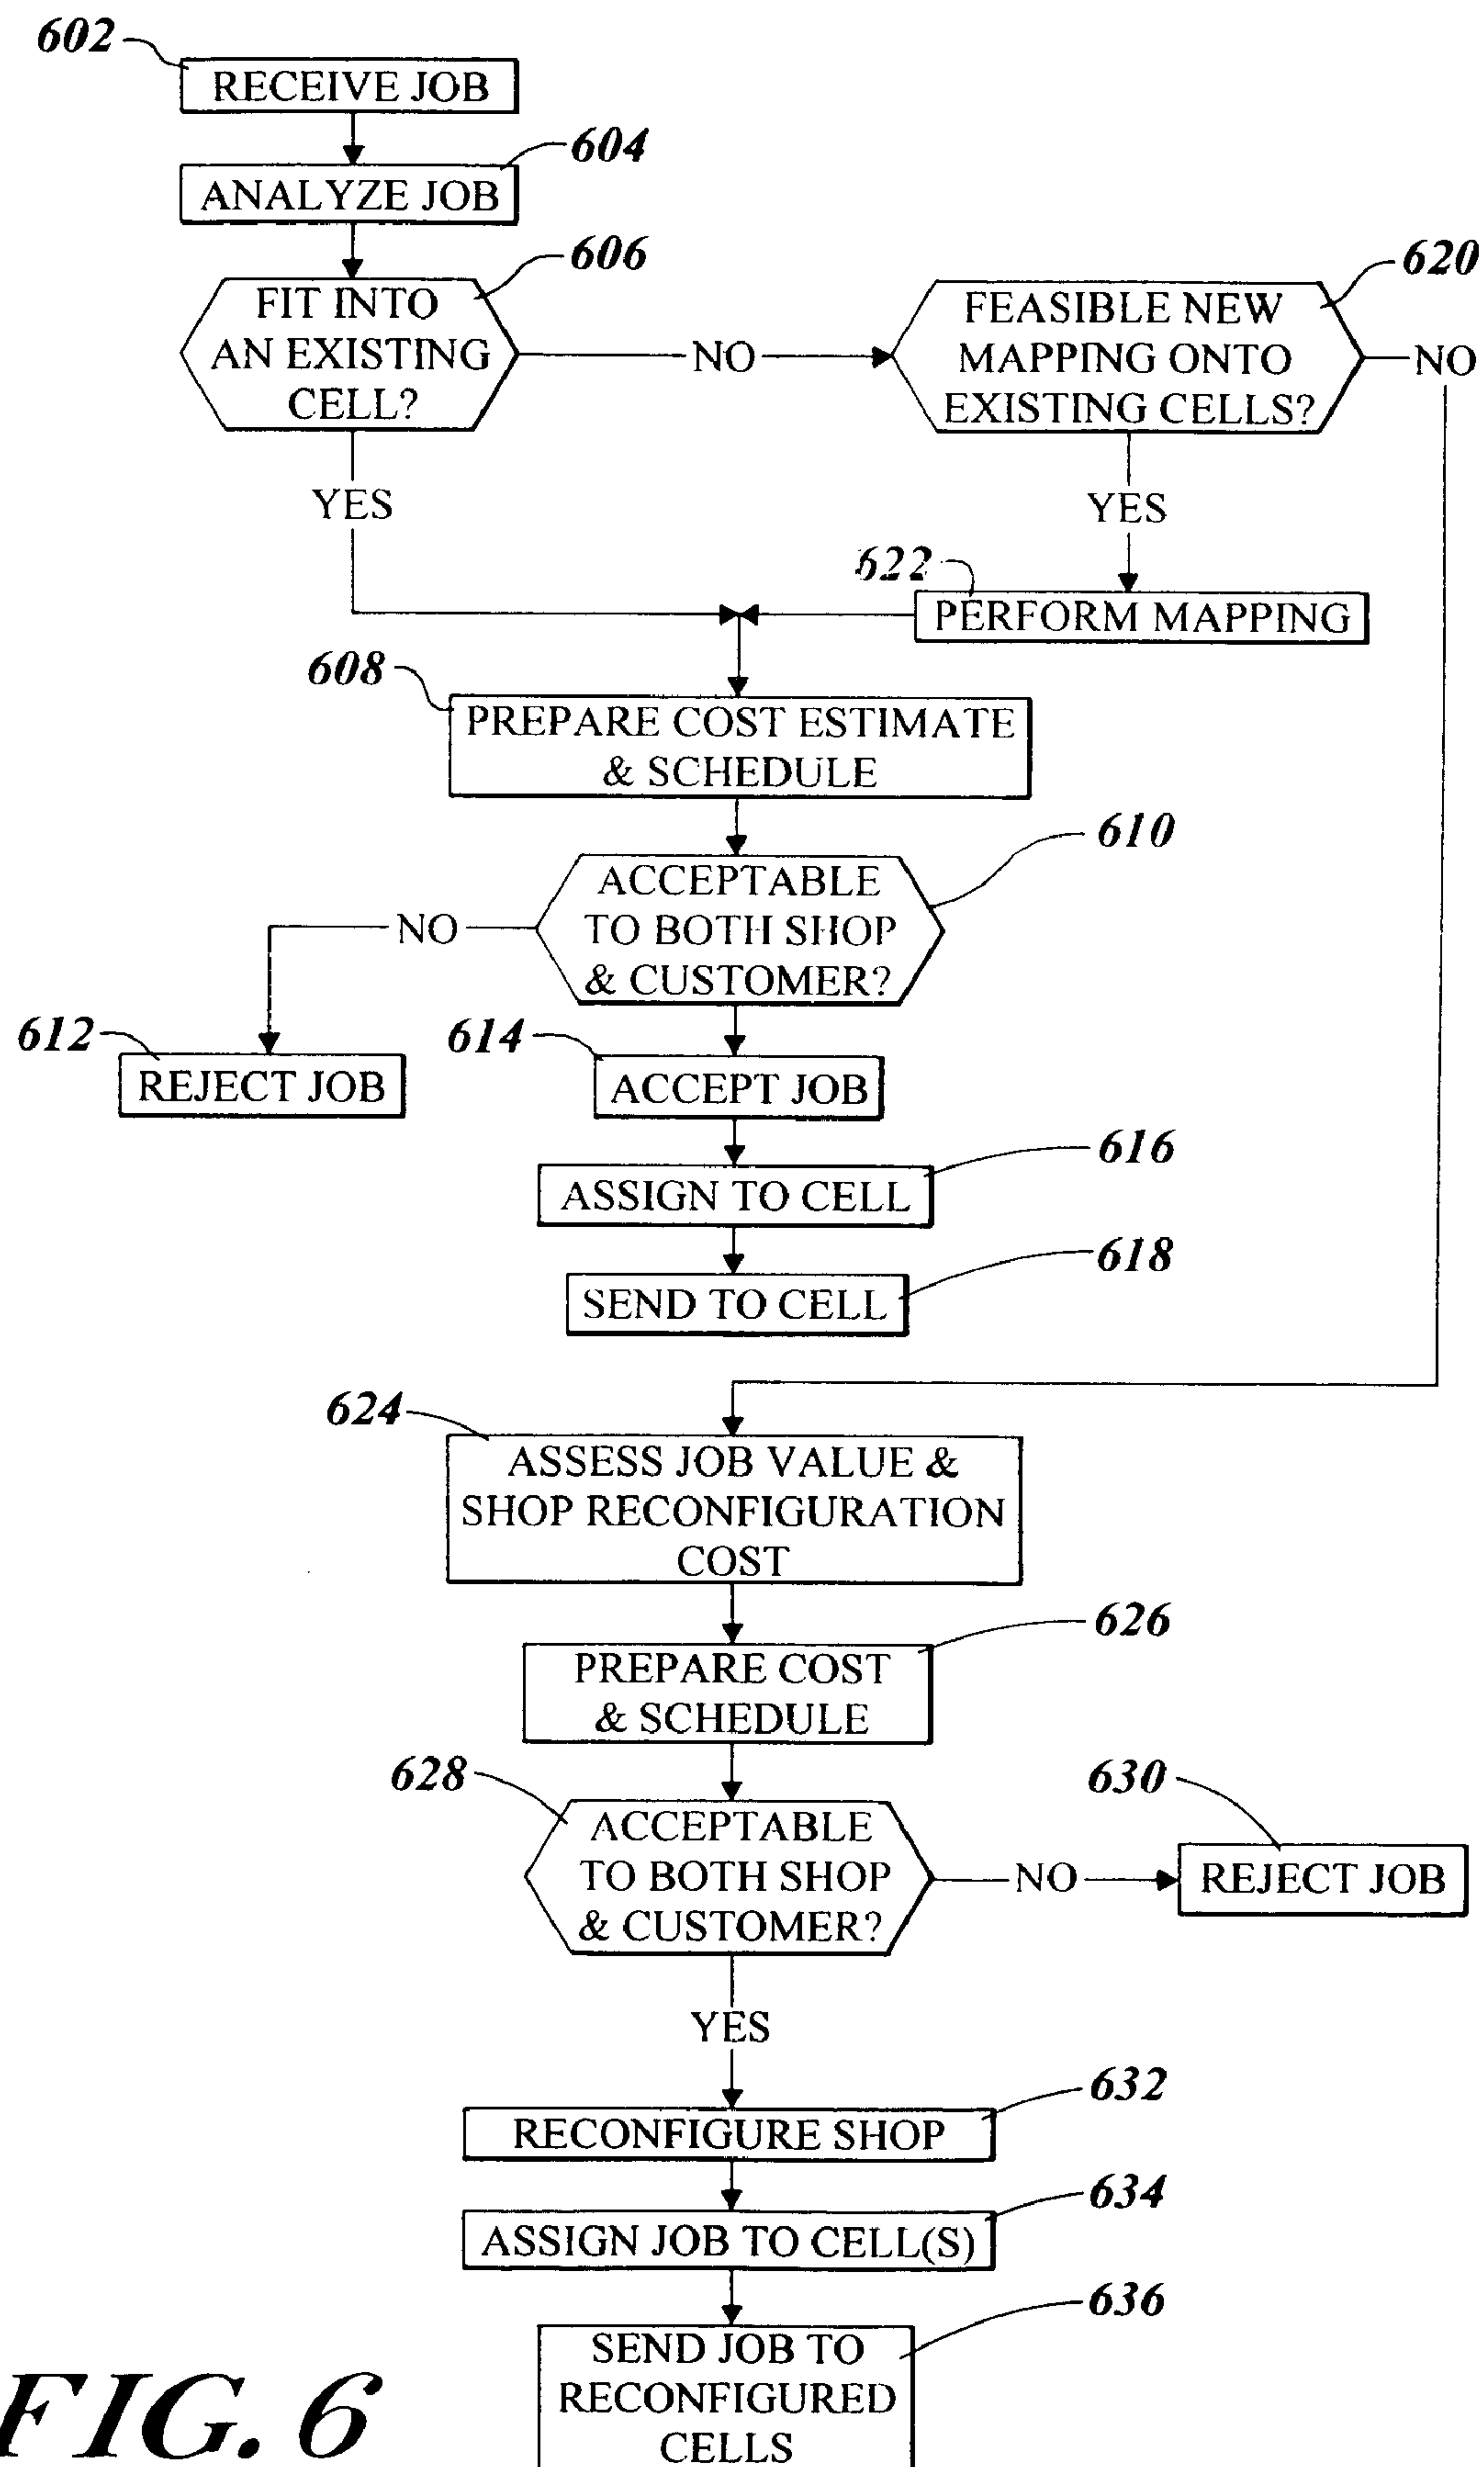 602
RECEIVE JOB
604
ANALYZE JOB
606
FIT INTO
AN EXISTING
CELL?
NO
620
FEASIBLE NEW
MAPPING ONTO
EXISTING CELLS?
NO
YES
YES
622
PERFORM MAPPING
608
PREPARE COST ESTIMATE
& SCHEDULE
610
ACCEPTABLE
TO BOTH SHOP
& CUSTOMER?
NO
612
REJECT JOB
614
ACCEPT JOB
616
ASSIGN TO CELL
618
SEND TO CELL
624
ASSESS JOB VALUE &
SHOP RECONFIGURATION
COST
626
PREPARE COST
& SCHEDULE
628
ACCEPTABLE
TO BOTH SHOP
& CUSTOMER?
NO
630
REJECT JOB
YES
632
RECONFIGURE SHOP
634
ASSIGN JOB TO CELL(S)
636
SEND JOB TO
RECONFIGURED
CELLS
FIG. 6